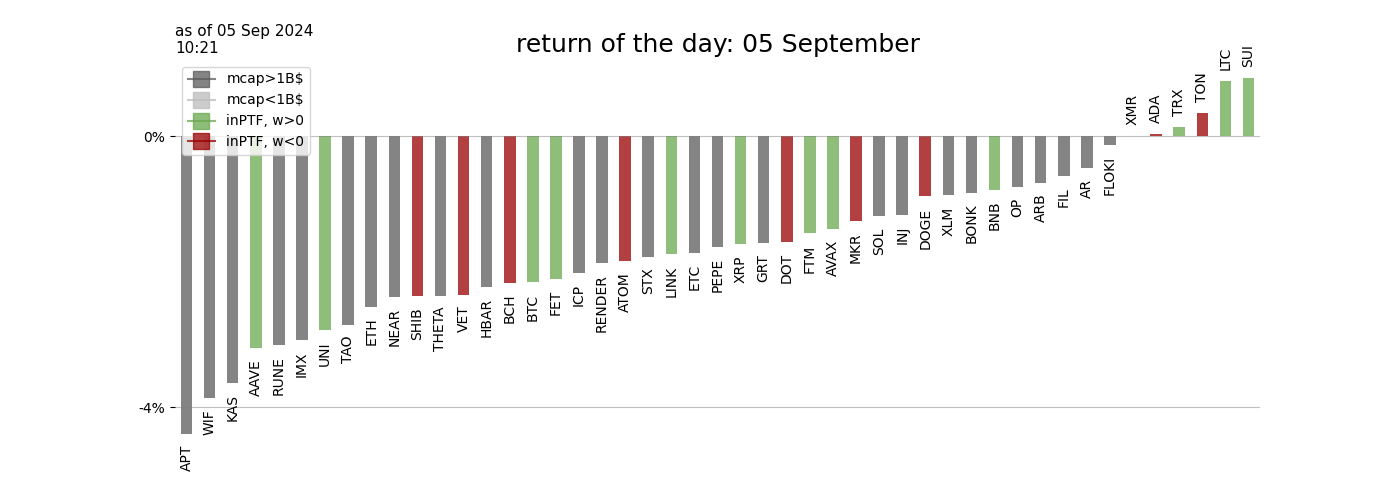 as of 05 Sep 2024
10:21
return of the day: 05 September
mcap>1B$
mcap<1B$
inPTF, w>0
inPTF, w<0
0%
-4%
APT
WIF
KAS
AAVE
RUNE
IMX
UNI
TAO
ETH
NEAR
SHIB
THETA
VET
HBAR
BCH
BTC
FET
ICP
RENDER
ATOM
STX
LINK
ETC
PEPE
XRP
GRT
DOT
FTM
AVAX
MKR
SOL
INJ
DOGE
XLM
BONK
BNB
OP
ARB
FIL
AR
FLOKI
XMR
ADA
TRX
TON
LTC
SUI